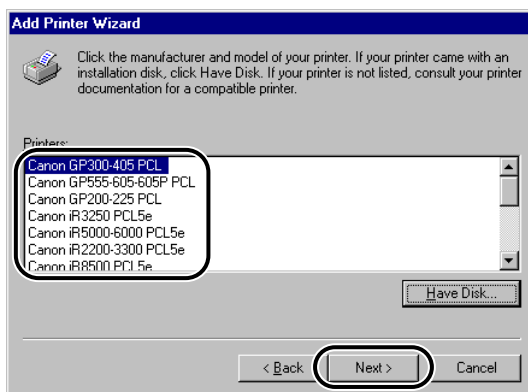 Add Printer Wizard
Click the manufacturer and model of your printer. If your printer came with an
installation disk, click Have Disk. If your printer is not listed, consult your printer
documentation for a compatible printer.
Printers:
Canon GP300-405 PCL
Canon GP555-605-605P PCL
Canon GP200-225 PCL
Canon iR3250 PCL5e
Canon iR5000-6000 PCL5e
Canon iR2200-3300 PCL5e
Canon iR8500 PCL5e
Have Disk...
< Back Next > Cancel